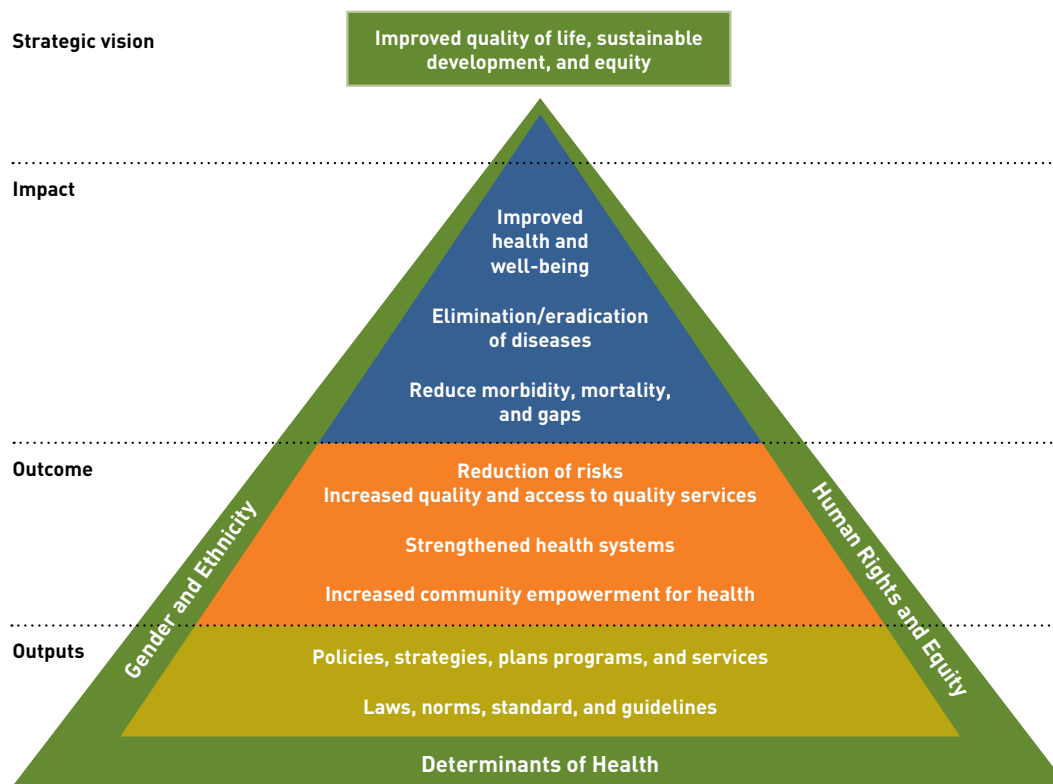 Strategic vision
Improved quality of life, sustainable
development, and equity
Impact
Improved
health and
well-being
Elimination/eradication
of diseases
Reduce morbidity, mortality,
and gaps
Outcome
Reduction of risks
Increased quality and access to quality services
Strengthened health systems
Increased community empowerment for health
Gender and Ethnicity
Human Rights and Equity
Outputs
Policies, strategies, plans programs, and services
Laws, norms, standard, and guidelines
Determinants of Health